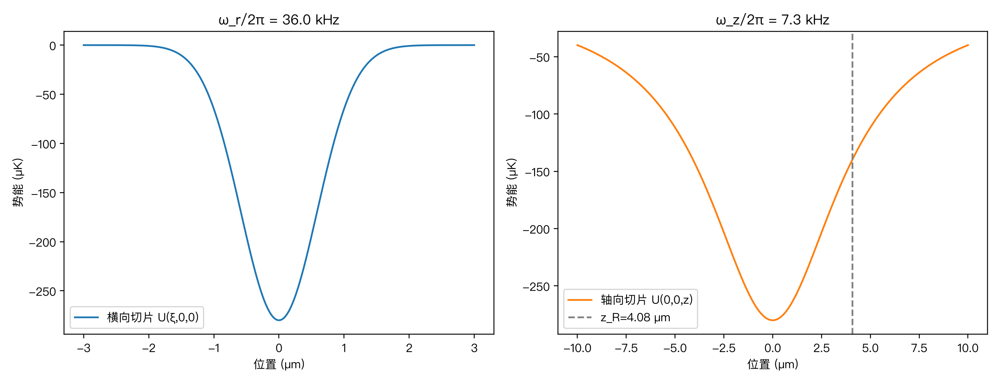 ω_r/2π = 36.0 kHz
势能 (μK)
0
−50
−100
−150
−200
−250
横向切片 U(ξ,0,0)
−3 −2 −1 0 1 2 3
位置 (μm)
ω_z/2π = 7.3 kHz
势能 (μK)
−50
−100
−150
−200
−250
轴向切片 U(0,0,z)
z_R=4.08 μm
−10.0 −7.5 −5.0 −2.5 0.0 2.5 5.0 7.5 10.0
位置 (μm)